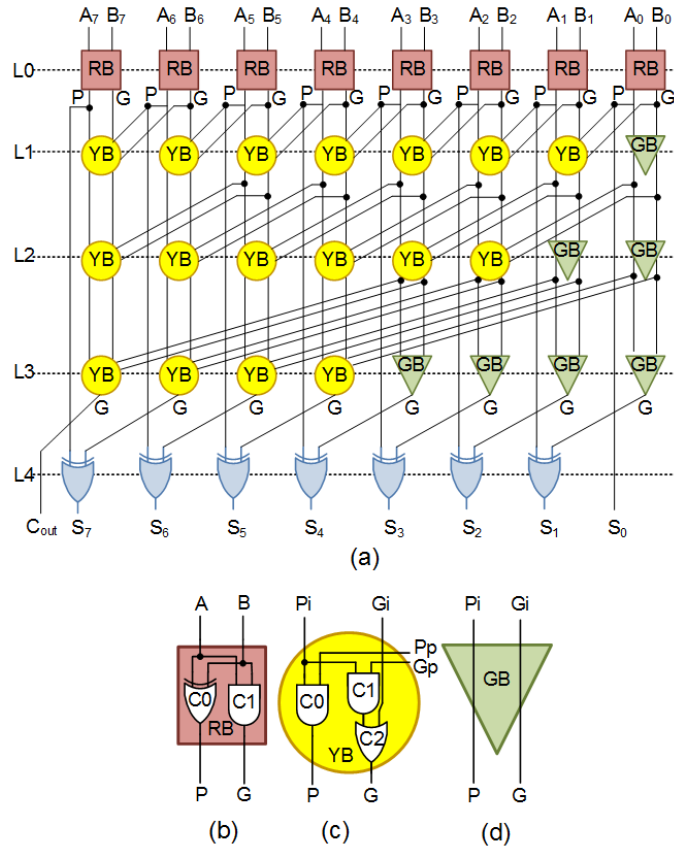 A7 B7 A6 B6 A5 B5 A4 B4 A3 B3 A2 B2 A1 B1 A0 B0
L0 RB RB RB RB RB RB RB RB
P G P G P G P G P G P G P G P G
L1 YB YB YB YB YB YB YB GB
L2 YB YB YB YB YB YB GB GB
L3 YB YB YB YB GB GB GB GB
G G G G G G G G
L4
Cout S7 S6 S5 S4 S3 S2 S1 S0
(a)
A B Pi Gi Pi Gi
Pp
Gp
C0 C1 C0 C1 GB
RB C2
YB
P G P G P G
(b) (c) (d)